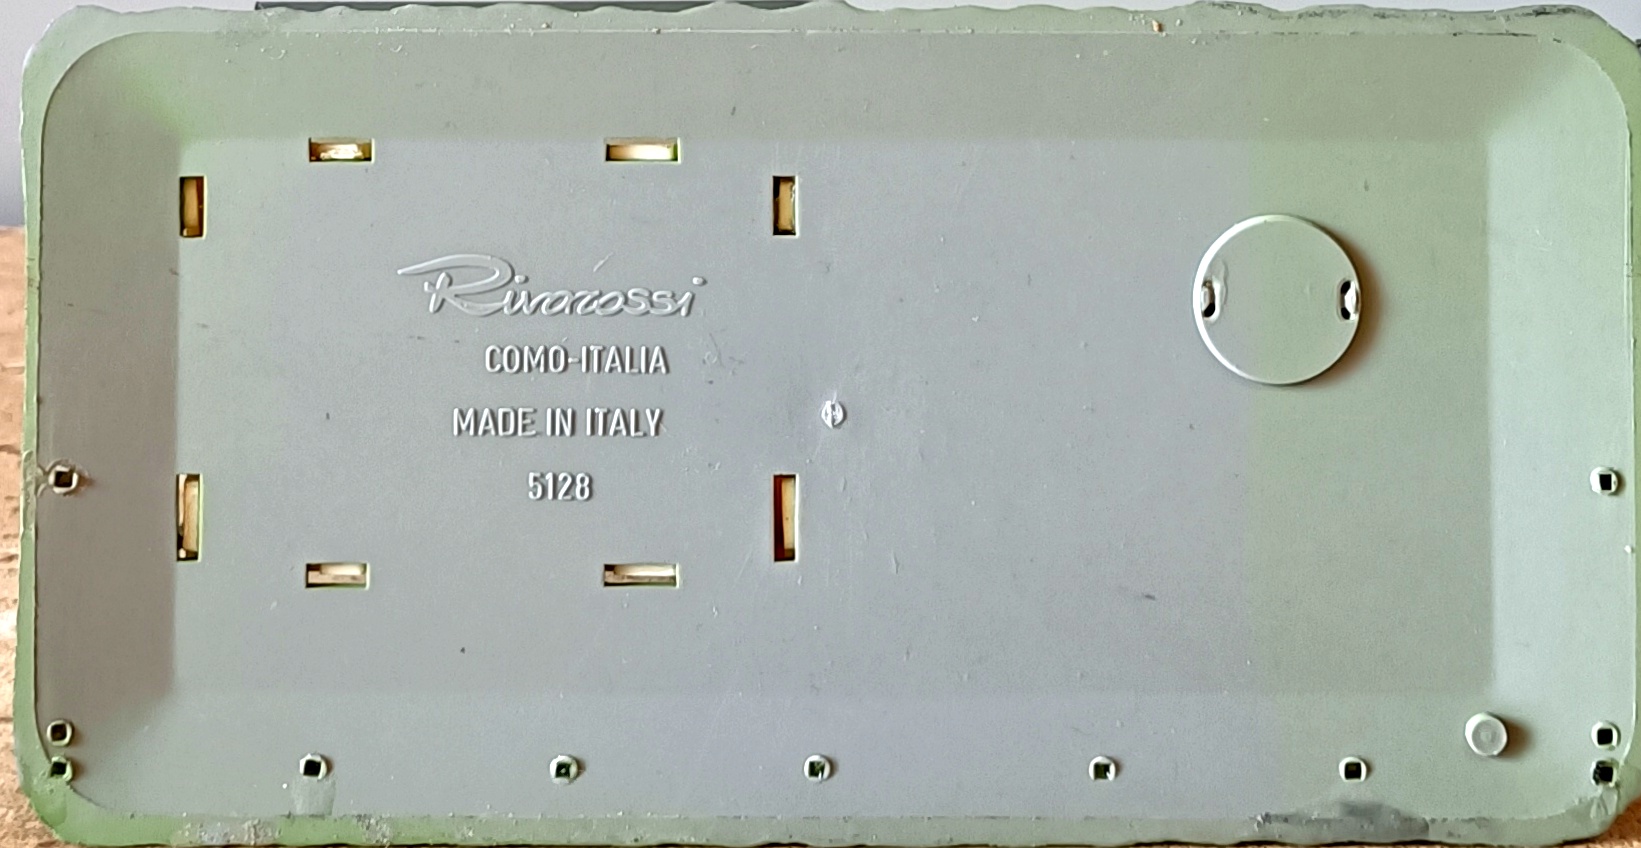 Rivarossi
COMO-ITALIA
MADE IN ITALY
5128